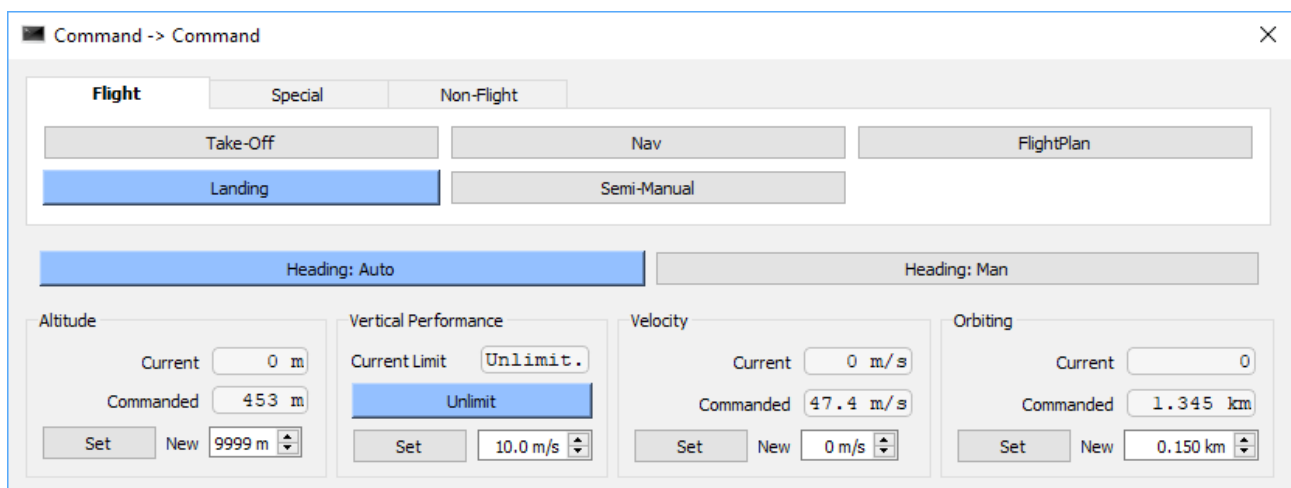 Command -> Command
Flight Special Non-Flight
Take-Off Nav FlightPlan
Landing Semi-Manual
Heading: Auto Heading: Man
Altitude Vertical Performance Velocity Orbiting
Current 0 m Current Limit Unlimit. Current 0 m/s Current 0
Commanded 453 m Unlimit Commanded 47.4 m/s Commanded 1.345 km
Set New 9999 m Set 10.0 m/s Set New 0 m/s Set New 0.150 km